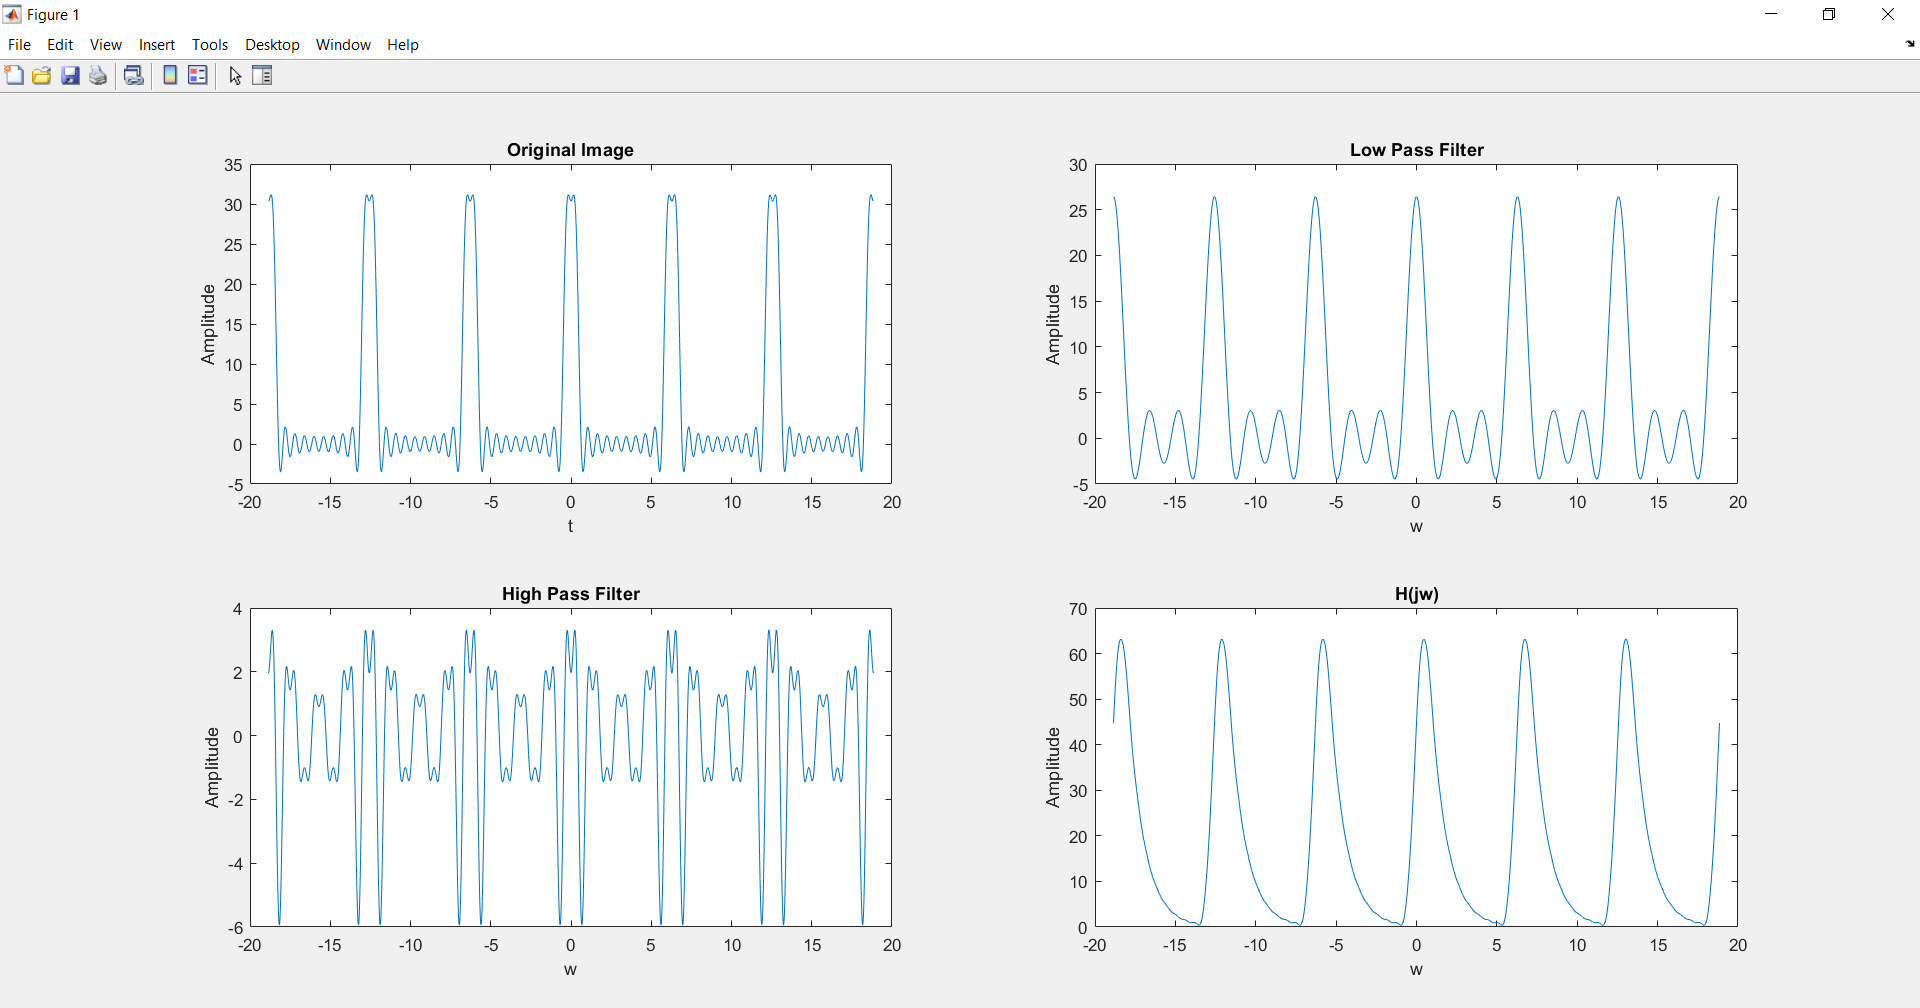 Figure 1
File Edit View Insert Tools Desktop Window Help
Original Image
35
30
25
20
15
10
5
0
-5
Amplitude
-20 -15 -10 -5 0 5 10 15 20
t
Low Pass Filter
30
25
20
15
10
5
0
-5
Amplitude
-20 -15 -10 -5 0 5 10 15 20
w
High Pass Filter
4
2
0
-2
-4
-6
Amplitude
-20 -15 -10 -5 0 5 10 15 20
w
H(jw)
70
60
50
40
30
20
10
0
Amplitude
-20 -15 -10 -5 0 5 10 15 20
w